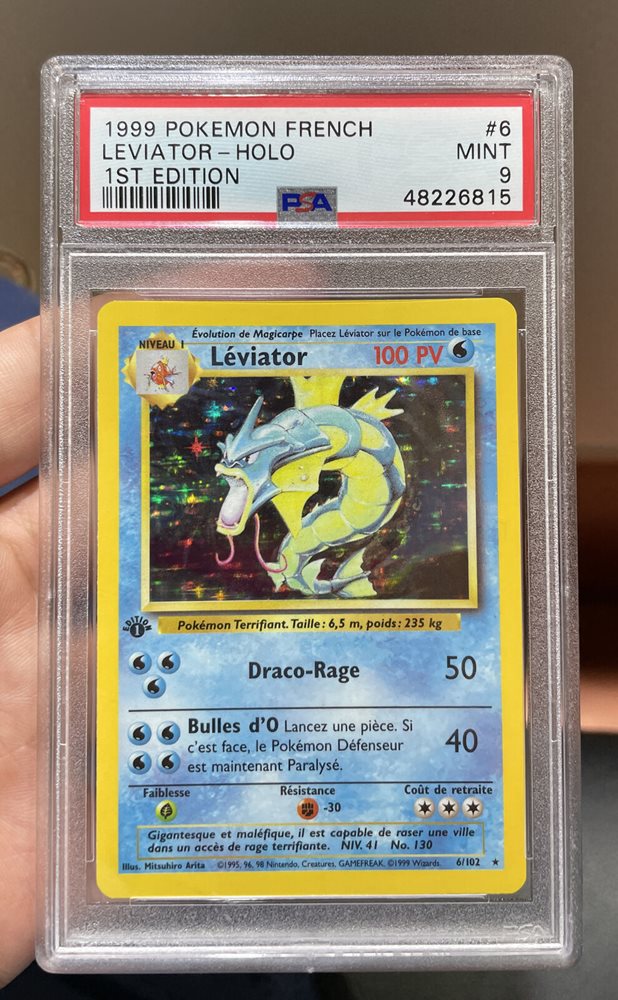 1999 POKEMON FRENCH #6
LEVIATOR - HOLO MINT
1ST EDITION 9
PSA 48226815
Évolution de Magicarpe Placez Léviator sur le Pokémon de base
NIVEAU 1
Léviator 100 PV
EDITION 1
Pokémon Terrifiant. Taille : 6,5 m, poids : 235 kg
Draco-Rage 50
Bulles d'O Lancez une pièce. Si
c'est face, le Pokémon Défenseur
est maintenant Paralysé.
40
Faiblesse Résistance Coût de retraite
-30
Gigantesque et maléfique, il est capable de raser une ville
dans un accès de rage terrifiante. NIV. 41 No. 130
Illus. Mitsuhiro Arita ©1995, 96, 98 Nintendo, Creatures, GAMEFREAK. ©1999 Wizards. 6/102 ★